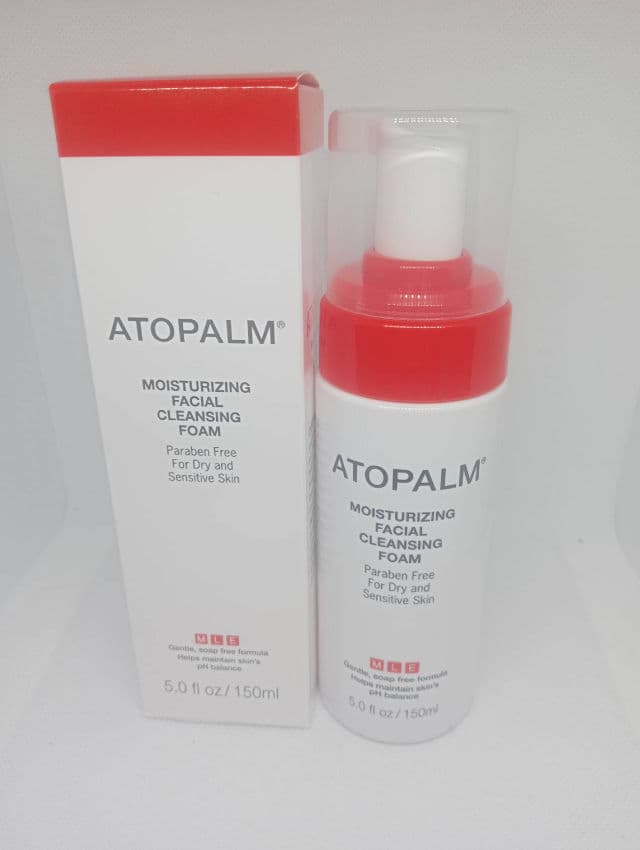 ATOPALM®
MOISTURIZING
FACIAL
CLEANSING
FOAM
Paraben Free
For Dry and
Sensitive Skin
MLE
Gentle, soap free formula
Helps maintain skin's
pH balance
5.0 fl oz / 150ml
ATOPALM®
MOISTURIZING
FACIAL
CLEANSING
FOAM
Paraben Free
For Dry and
Sensitive Skin
MLE
Gentle, soap free formula
Helps maintain skin's
pH balance
5.0 fl oz / 150ml